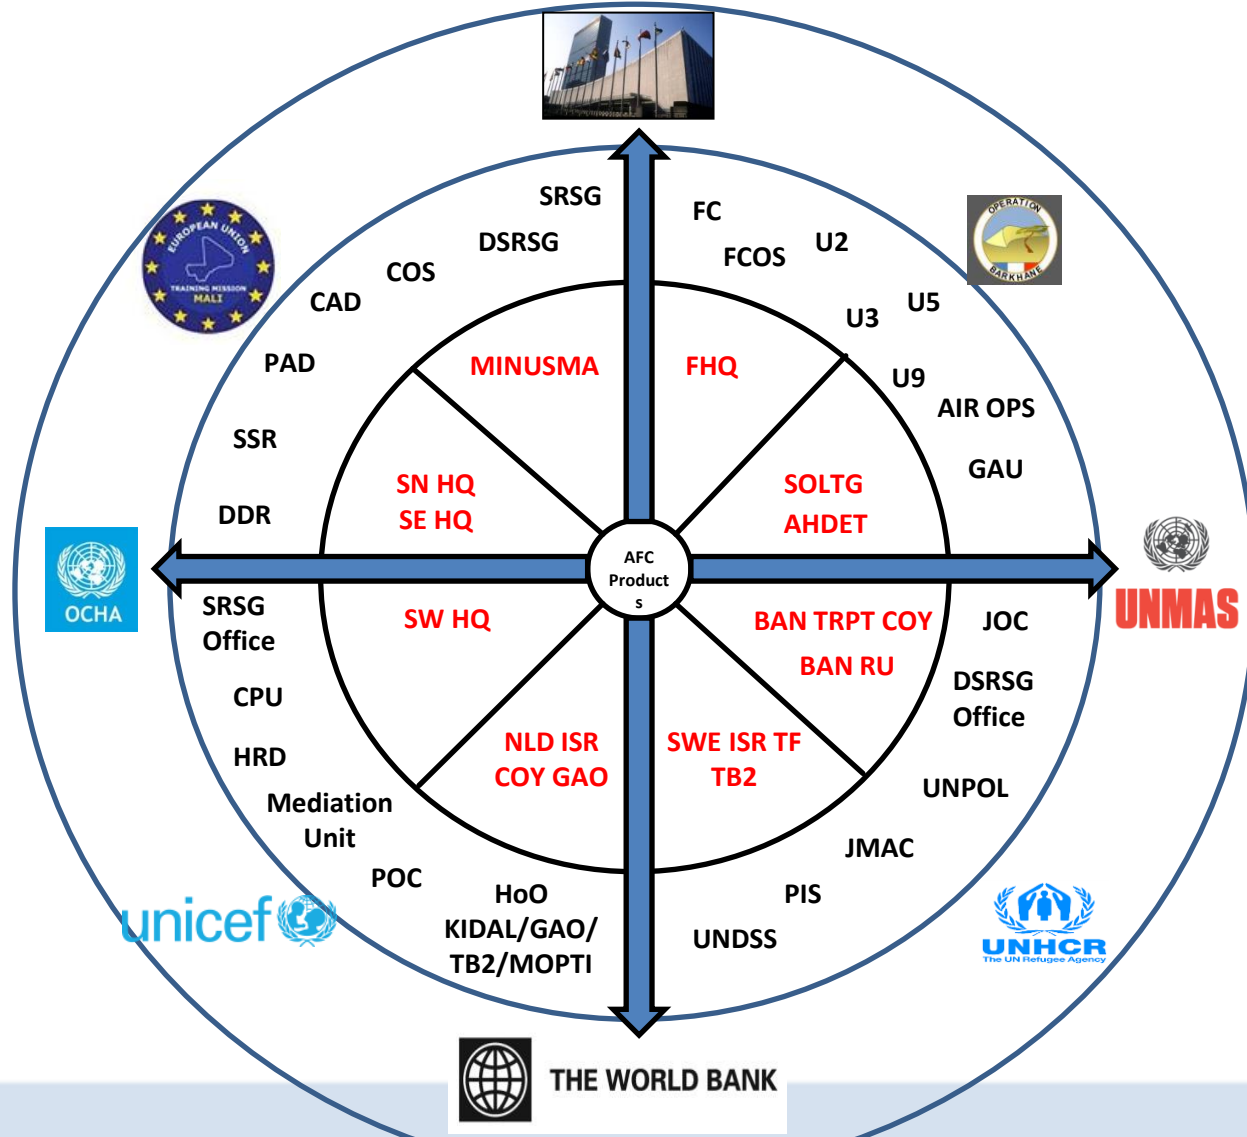 SRSG
FC
DSRSG
FCOS
U2
COS
CAD
U3
U5
PAD
U9
AIR OPS
SSR
GAU
DDR
EUROPEAN UNION
TRAINING MISSION
MALI
OPERATION
BARKHANE
MINUSMA
FHQ
SN HQ
SE HQ
SOLTG
AHDET
AFC
Product
s
OCHA
UNMAS
SRSG
Office
SW HQ
BAN TRPT COY
BAN RU
JOC
CPU
DSRSG
Office
HRD
NLD ISR
COY GAO
SWE ISR TF
TB2
Mediation
Unit
UNPOL
POC
JMAC
HoO
KIDAL/GAO/
TB2/MOPTI
PIS
UNDSS
unicef
UNHCR
The UN Refugee Agency
THE WORLD BANK